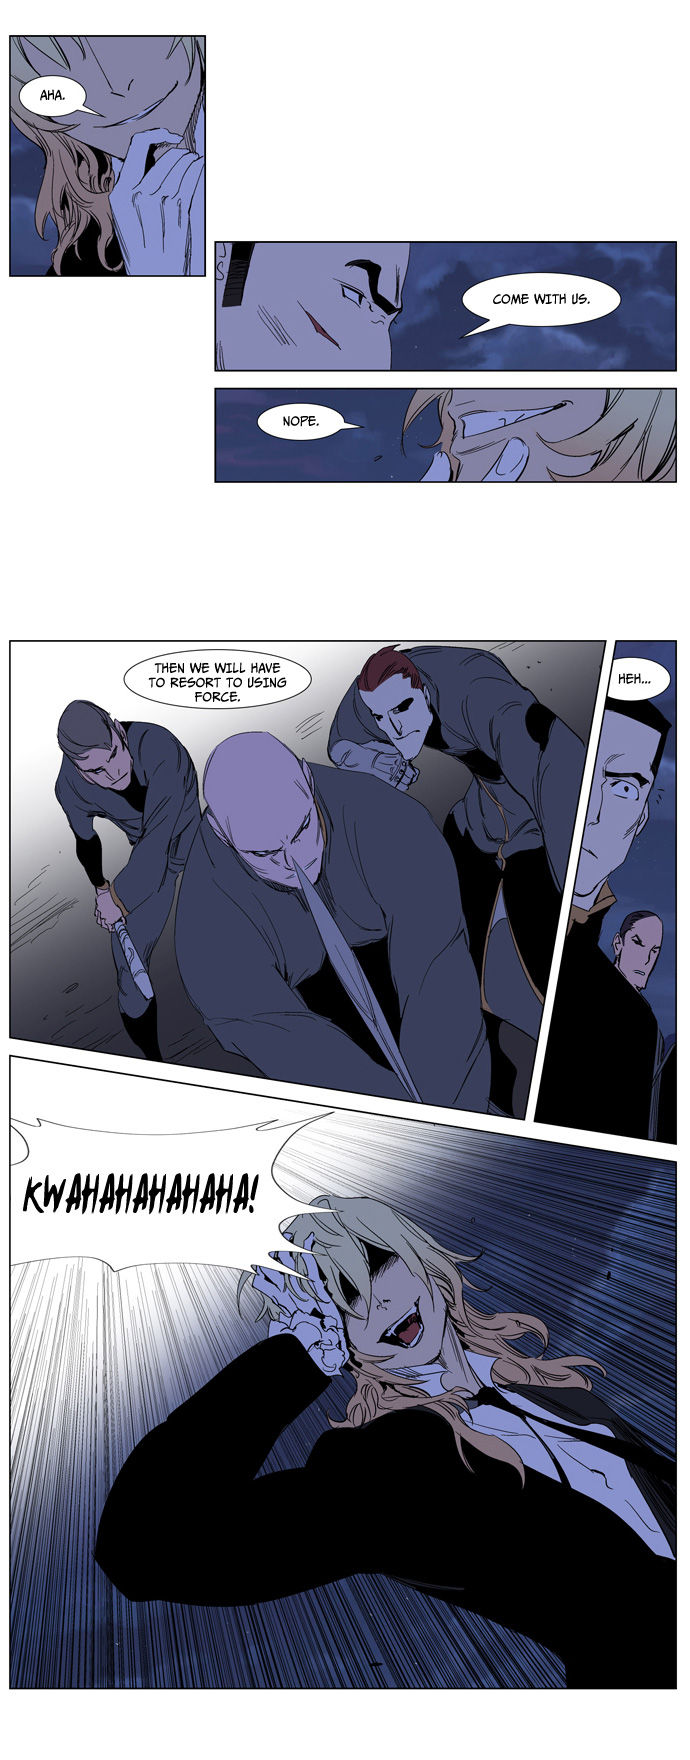 AHA.
COME WITH US.
NOPE.
THEN WE WILL HAVE
TO RESORT TO USING
FORCE.
HEH...
KWAHAHAHAHAHA!